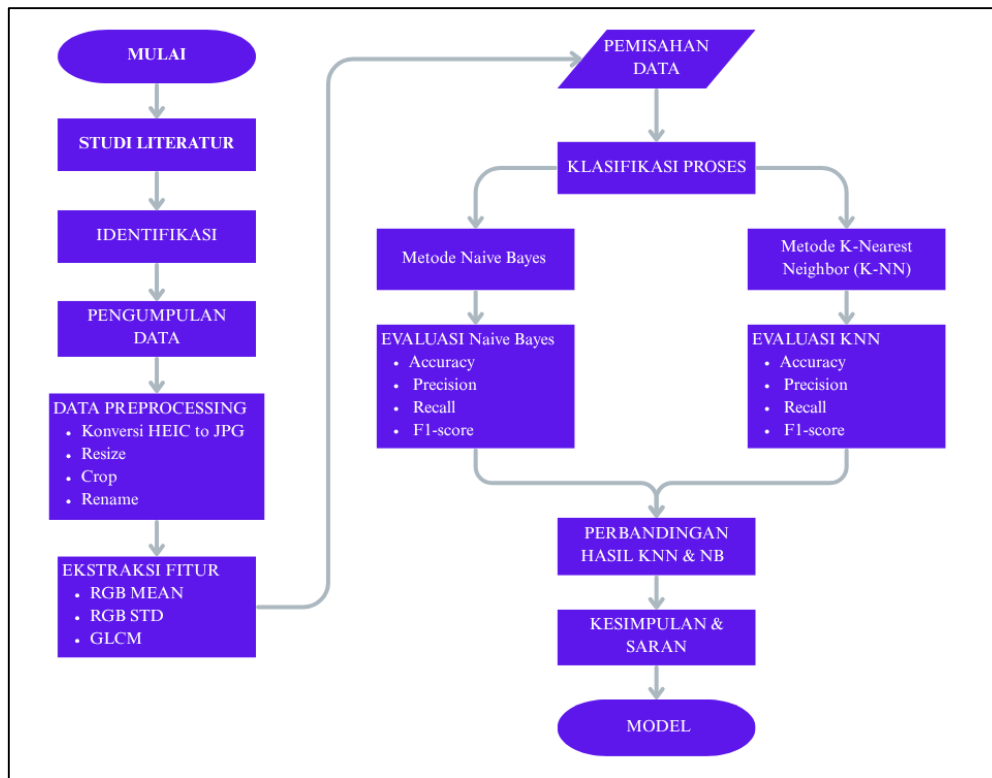 MULAI
STUDI LITERATUR
IDENTIFIKASI
PENGUMPULAN
DATA
DATA PREPROCESSING
• Konversi HEIC to JPG
• Resize
• Crop
• Rename
EKSTRAKSI FITUR
• RGB MEAN
• RGB STD
• GLCM
PEMISAHAN
DATA
KLASIFIKASI PROSES
Metode Naive Bayes
EVALUASI Naive Bayes
• Accuracy
• Precision
• Recall
• F1-score
Metode K-Nearest
Neighbor (K-NN)
EVALUASI KNN
• Accuracy
• Precision
• Recall
• F1-score
PERBANDINGAN
HASIL KNN & NB
KESIMPULAN &
SARAN
MODEL